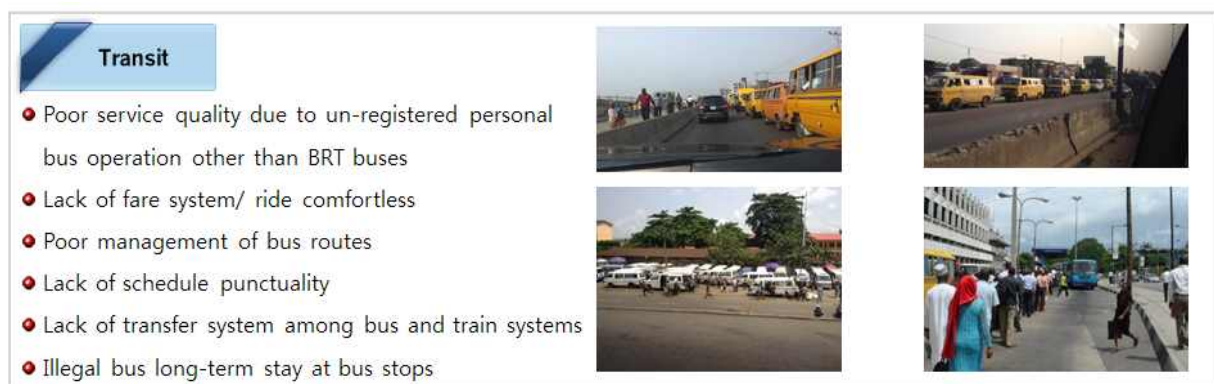 Transit
Poor service quality due to un-registered personal
bus operation other than BRT buses
Lack of fare system/ ride comfortless
Poor management of bus routes
Lack of schedule punctuality
Lack of transfer system among bus and train systems
Illegal bus long-term stay at bus stops